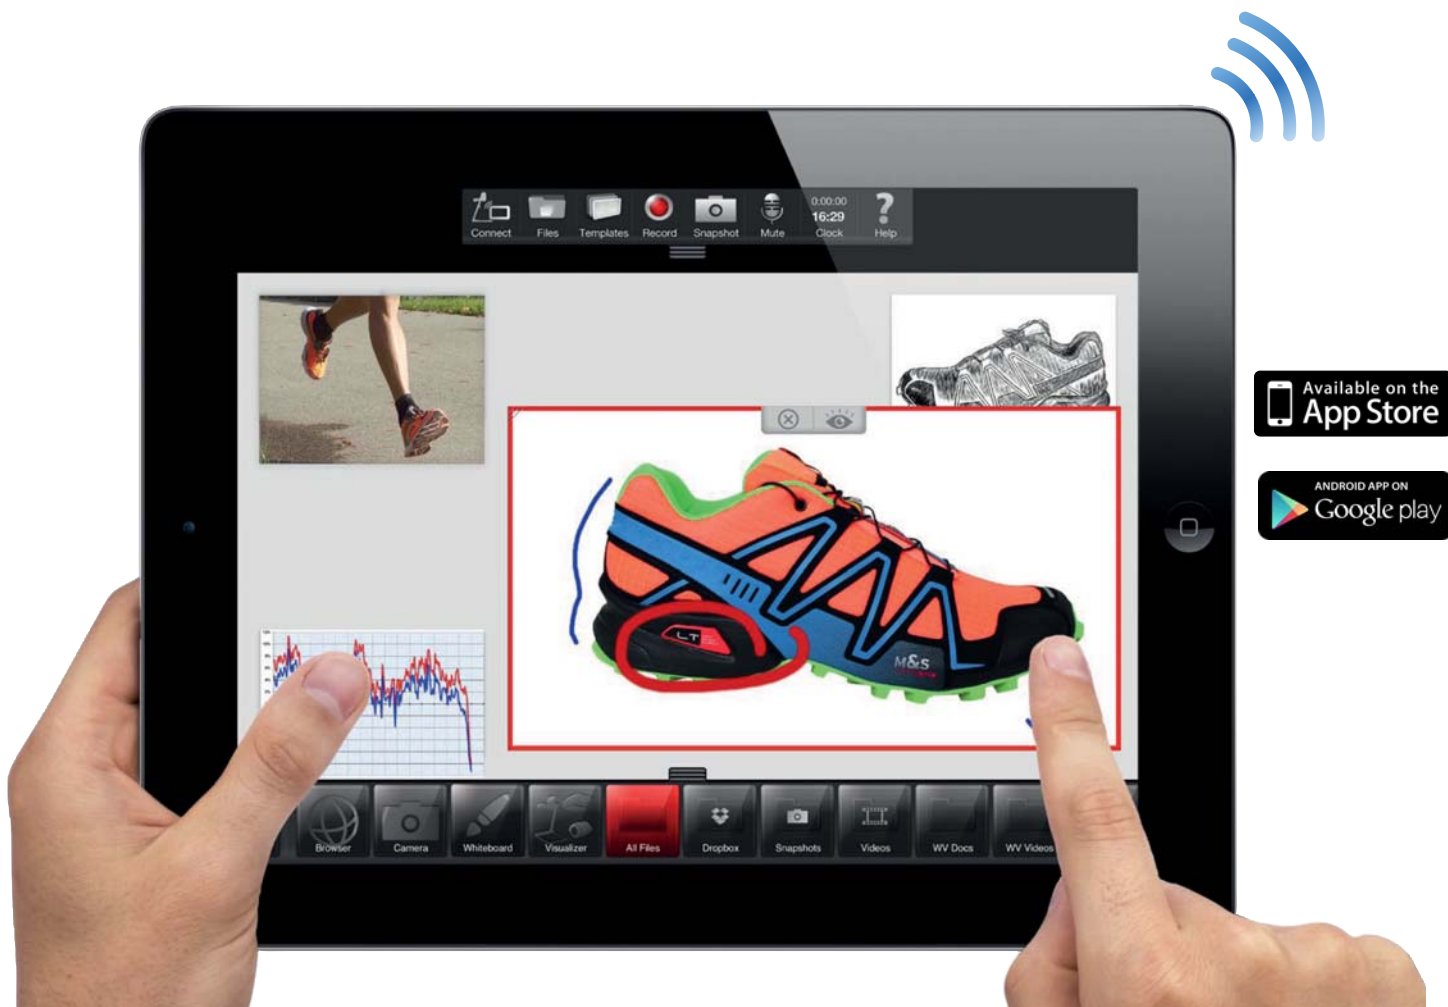 0:00:00
16:29
Connect Files Templates Record Snapshot Mute Clock Help
Available on the
App Store
ANDROID APP ON
Google play
LT
M&S
Browser Camera Whiteboard Visualizer All Files Dropbox Snapshots Videos WV Docs WV Videos